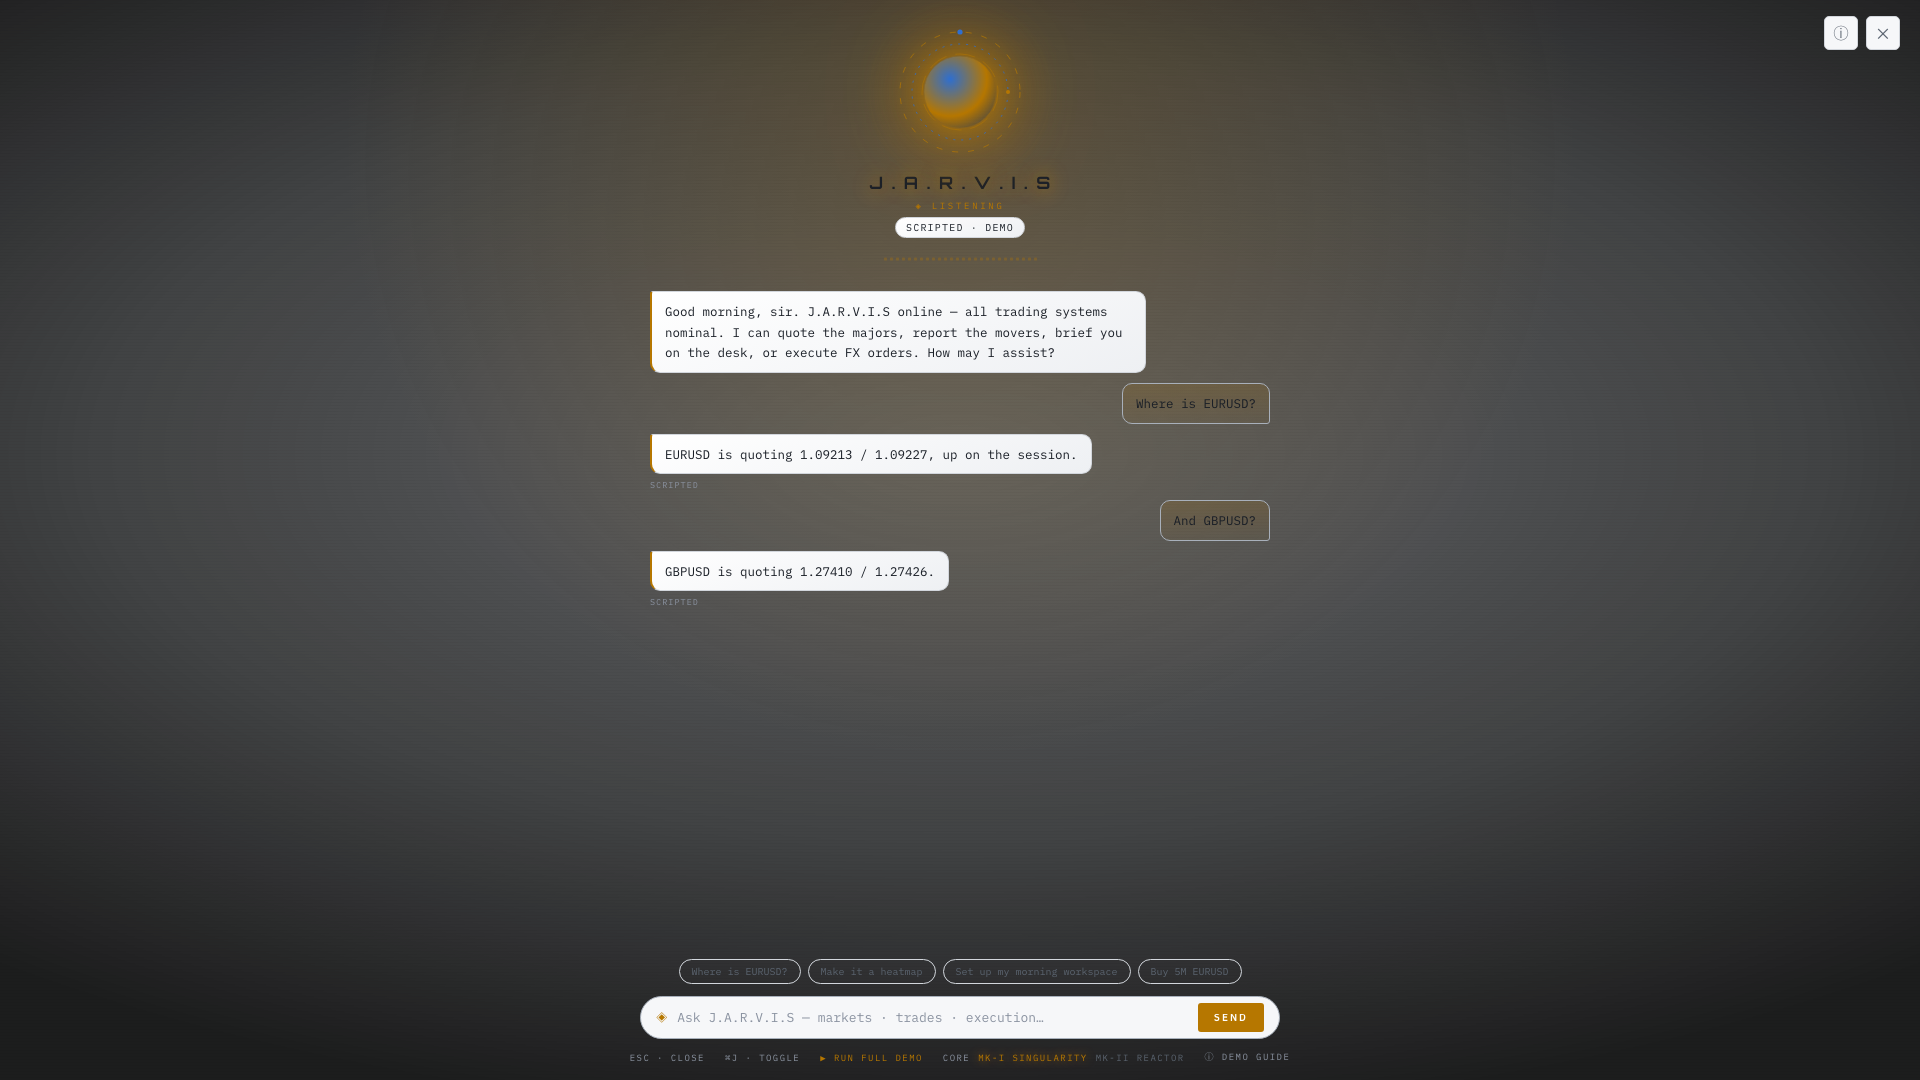 J.A.R.V.I.S
LISTENING
SCRIPTED · DEMO
Good morning, sir. J.A.R.V.I.S online — all trading systems
nominal. I can quote the majors, report the movers, brief you
on the desk, or execute FX orders. How may I assist?
Where is EURUSD?
EURUSD is quoting 1.09213 / 1.09227, up on the session.
SCRIPTED
And GBPUSD?
GBPUSD is quoting 1.27410 / 1.27426.
SCRIPTED
Where is EURUSD? Make it a heatmap Set up my morning workspace Buy 5M EURUSD
Ask J.A.R.V.I.S — markets · trades · execution… SEND
ESC · CLOSE ⌘J · TOGGLE ▶ RUN FULL DEMO CORE MK-I SINGULARITY MK-II REACTOR ⓘ DEMO GUIDE